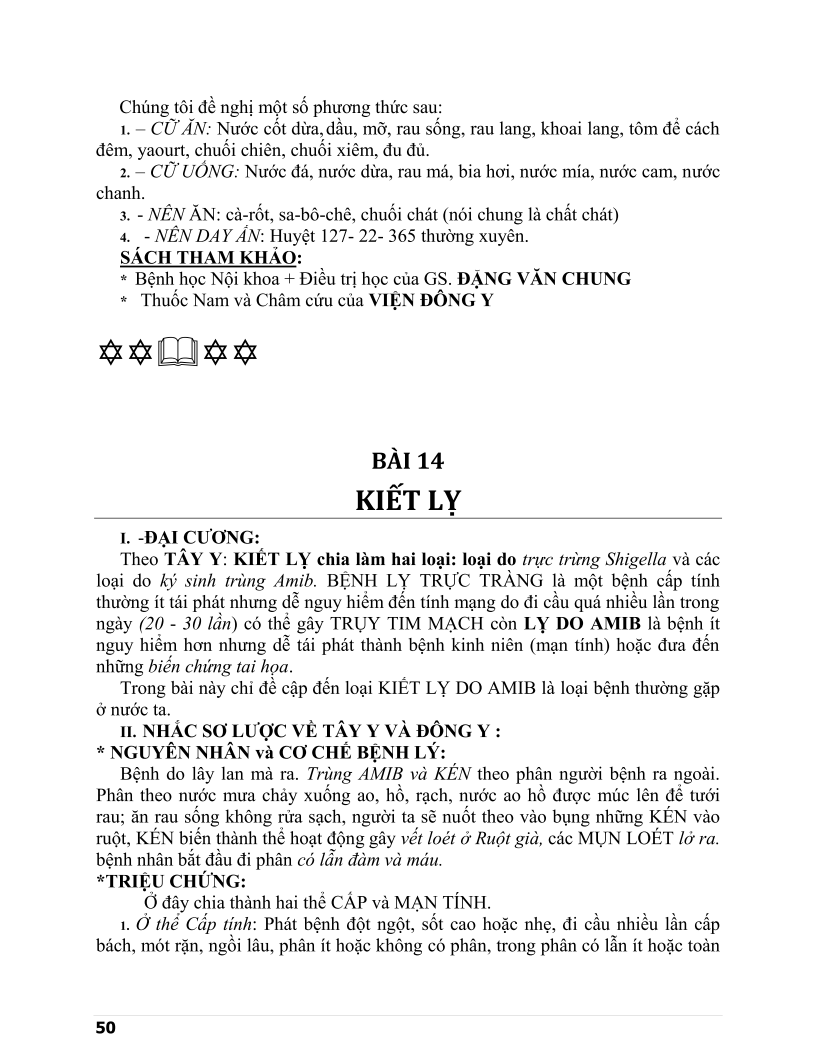 Chúng tôi đề nghị một số phương thức sau:
1. – CỮ ĂN: Nước cốt dừa, dầu, mỡ, rau sống, rau lang, khoai lang, tôm để cách
đêm, yaourt, chuối chiên, chuối xiêm, đu đủ.
2. – CỮ UỐNG: Nước đá, nước dừa, rau má, bia hơi, nước mía, nước cam, nước
chanh.
3. - NÊN ĂN: cà-rốt, sa-bô-chê, chuối chát (nói chung là chất chát)
4. - NÊN DAY ẤN: Huyệt 127- 22- 365 thường xuyên.
SÁCH THAM KHẢO:
* Bệnh học Nội khoa + Điều trị học của GS. ĐẶNG VĂN CHUNG
* Thuốc Nam và Châm cứu của VIỆN ĐÔNG Y
BÀI 14
KIẾT LỴ
I. -ĐẠI CƯƠNG:
Theo TÂY Y: KIẾT LỴ chia làm hai loại: loại do trực trừng Shigella và các
loại do ký sinh trùng Amib. BỆNH LỴ TRỰC TRÀNG là một bệnh cấp tính
thường ít tái phát nhưng dễ nguy hiểm đến tính mạng do đi cầu quá nhiều lần trong
ngày (20 - 30 lần) có thể gây TRỤY TIM MẠCH còn LỴ DO AMIB là bệnh ít
nguy hiểm hơn nhưng dễ tái phát thành bệnh kinh niên (mạn tính) hoặc đưa đến
những biến chứng tai họa.
Trong bài này chỉ đề cập đến loại KIẾT LỴ DO AMIB là loại bệnh thường gặp
ở nước ta.
II. NHẮC SƠ LƯỢC VỀ TÂY Y VÀ ĐÔNG Y :
* NGUYÊN NHÂN và CƠ CHẾ BỆNH LÝ:
Bệnh do lây lan mà ra. Trùng AMIB và KÉN theo phân người bệnh ra ngoài.
Phân theo nước mưa chảy xuống ao, hồ, rạch, nước ao hồ được múc lên để tưới
rau; ăn rau sống không rửa sạch, người ta sẽ nuốt theo vào bụng những KÉN vào
ruột, KÉN biến thành thể hoạt động gây vết loét ở Ruột già, các MỤN LOÉT lở ra.
bệnh nhân bắt đầu đi phân có lẫn đàm và máu.
*TRIỆU CHỨNG:
Ở đây chia thành hai thể CẤP và MẠN TÍNH.
1. Ở thể Cấp tính: Phát bệnh đột ngột, sốt cao hoặc nhẹ, đi cầu nhiều lần cấp
bách, mót rặn, ngồi lâu, phân ít hoặc không có phân, trong phân có lẫn ít hoặc toàn
50